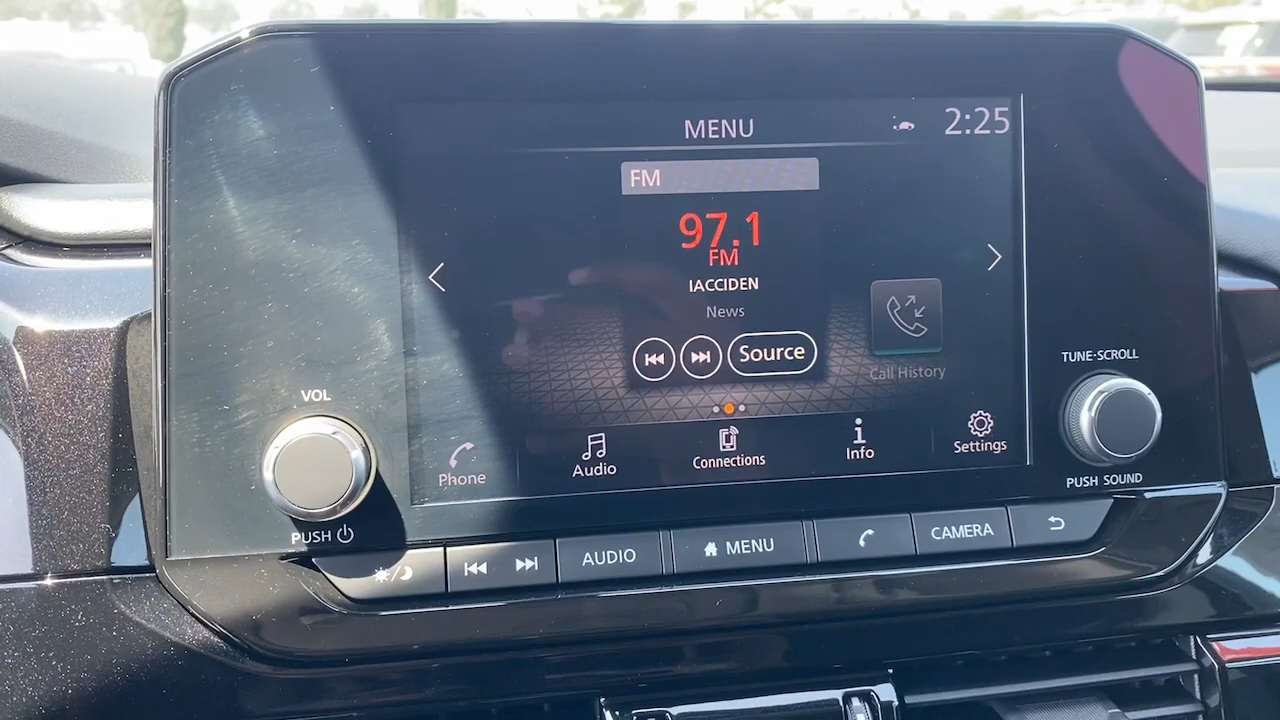 MENU
2:25
FM
97.1
FM
IACCIDEN
News
Source
Call History
Phone
Audio
Connections
Info
Settings
VOL
PUSH
TUNE·SCROLL
PUSH SOUND
AUDIO
MENU
CAMERA